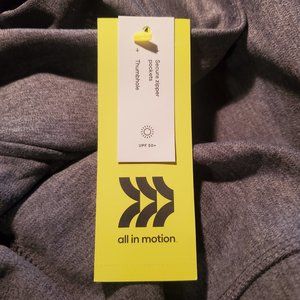 Secure zipper
pockets
+ Thumbhole
UPF 50+
all in motion